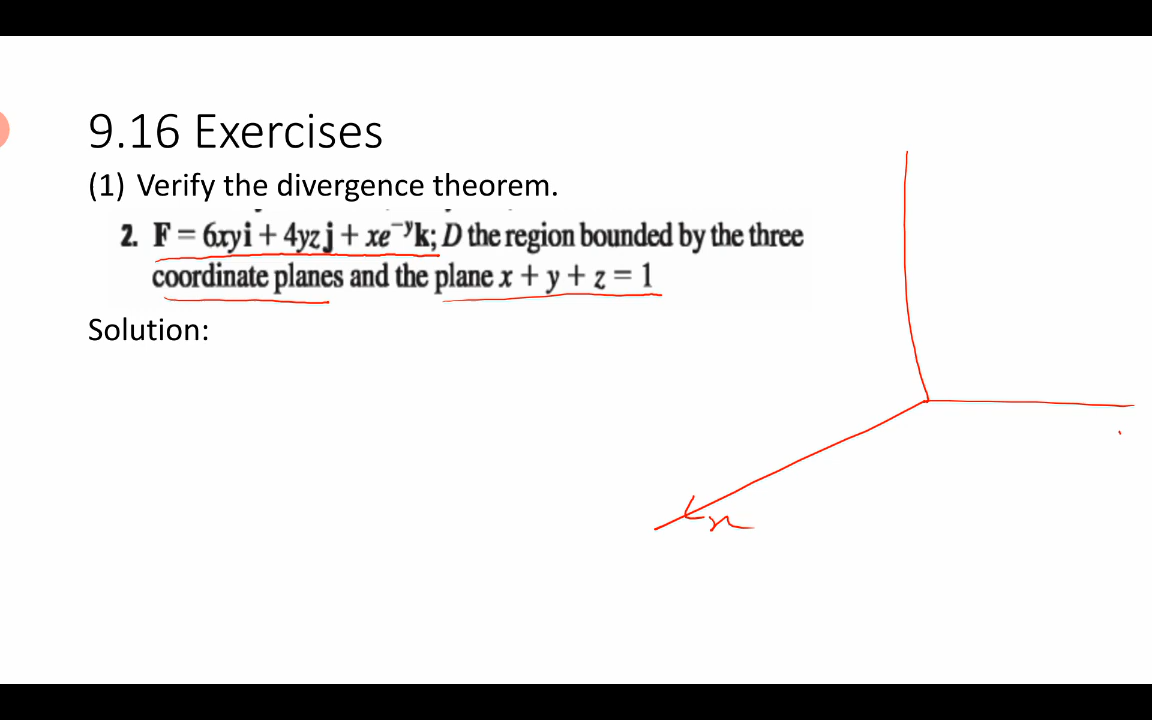 9.16 Exercises
(1) Verify the divergence theorem.
2. F = 6xyi + 4yzj + xe⁻ʸk; D the region bounded by the three
coordinate planes and the plane x + y + z = 1
Solution:
x